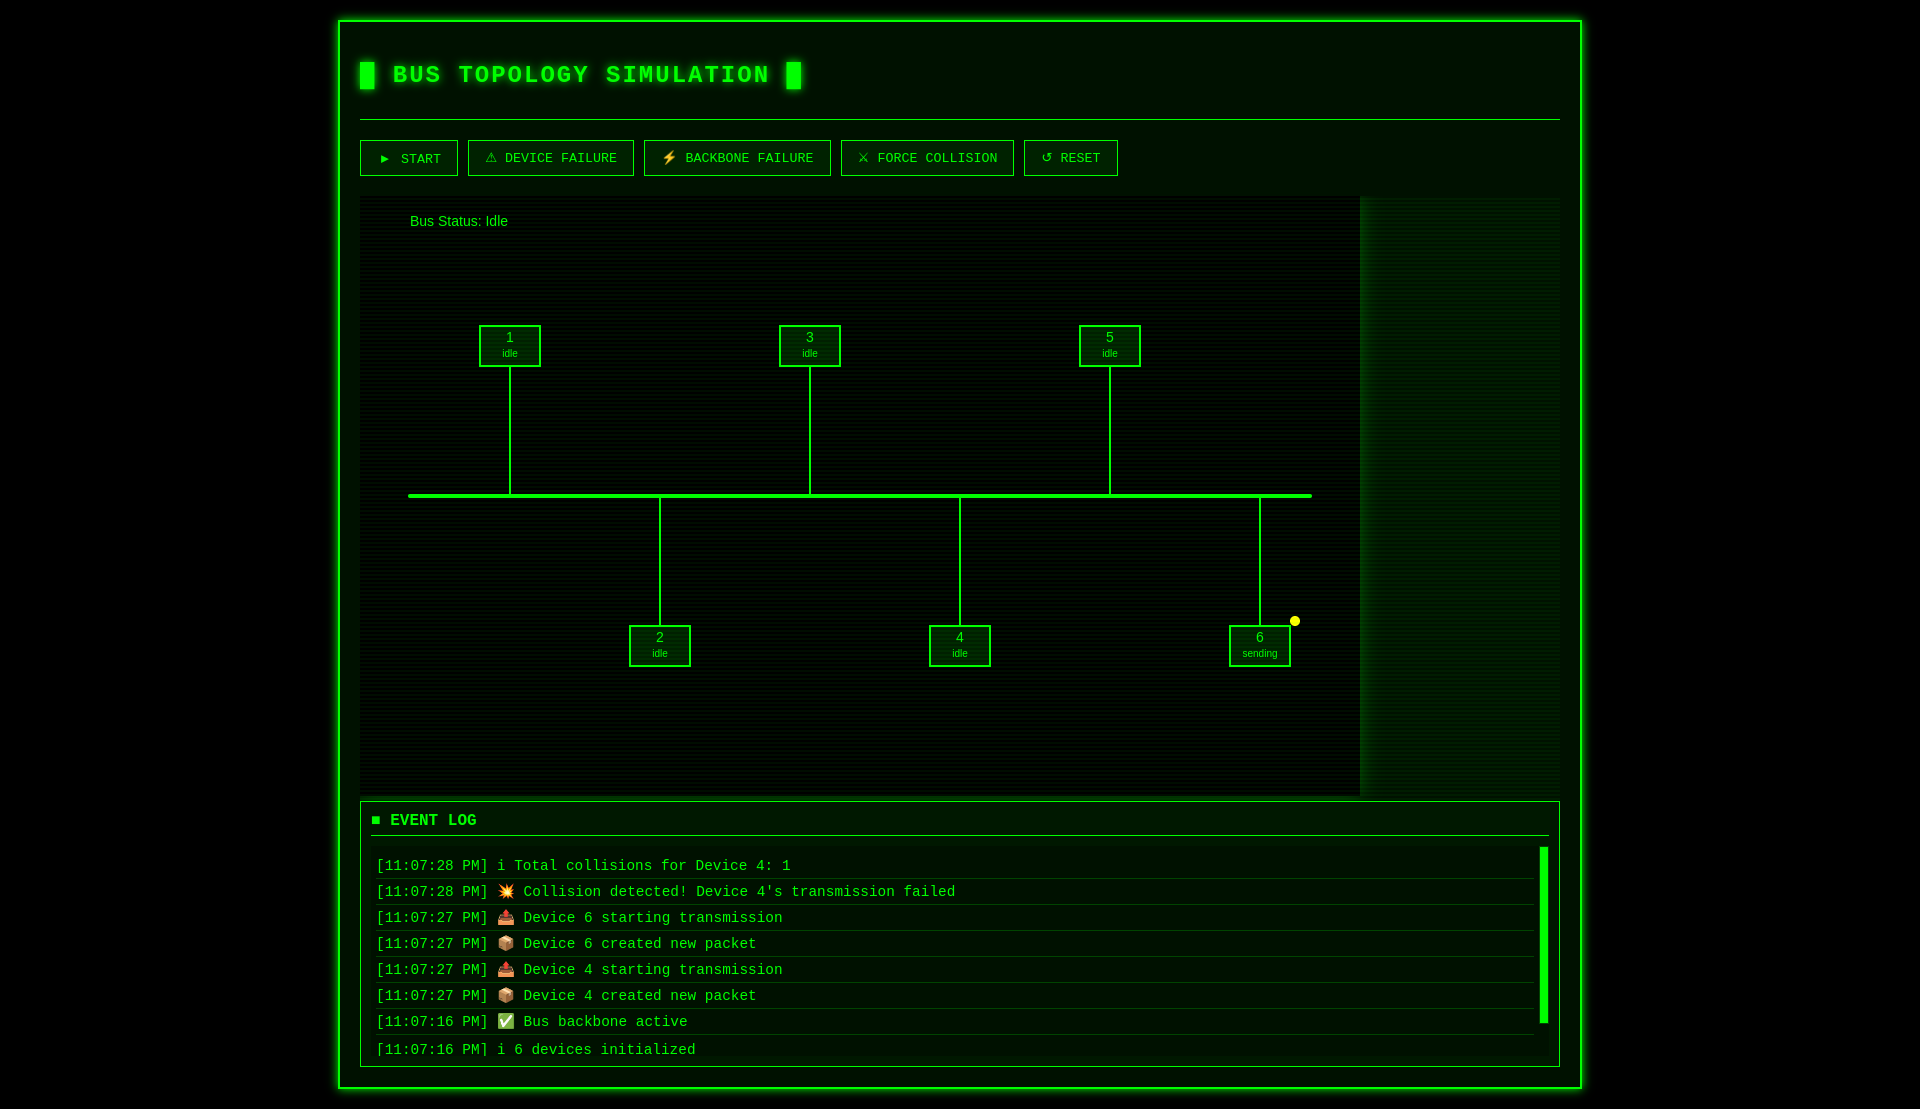 █ BUS TOPOLOGY SIMULATION █
► START ⚠ DEVICE FAILURE ⚡ BACKBONE FAILURE ⚔ FORCE COLLISION ↺ RESET
Bus Status: Idle
1
idle
3
idle
5
idle
2
idle
4
idle
6
sending
■ EVENT LOG
[11:07:28 PM] i Total collisions for Device 4: 1
[11:07:28 PM] 💥 Collision detected! Device 4's transmission failed
[11:07:27 PM] 📤 Device 6 starting transmission
[11:07:27 PM] 📦 Device 6 created new packet
[11:07:27 PM] 📤 Device 4 starting transmission
[11:07:27 PM] 📦 Device 4 created new packet
[11:07:16 PM] ✅ Bus backbone active
[11:07:16 PM] i 6 devices initialized